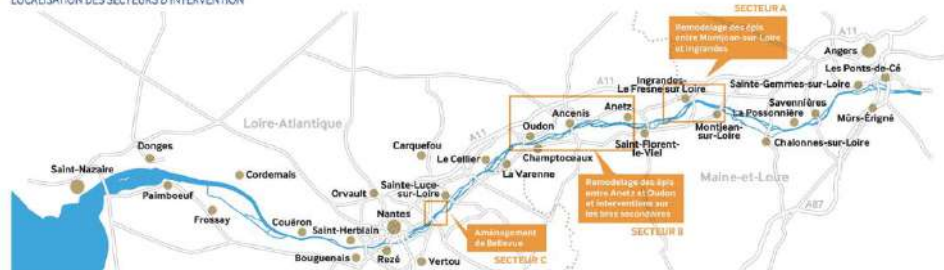 LOCALISATION DES SECTEURS D'INTERVENTION
SECTEUR A
Remodelage des épis
entre Montjean-sur-Loire
et Ingrandes
A11
Angers
Les Ponts-de-Cé
A11
Ingrandes-
La Fresne sur Loire
Sainte-Gemmes-sur-Loire
Anetz
Savennières
Ancenis
La Possonnière
Oudon
Montjean-
sur-Loire
Mûrs-Érigné
Loire-Atlantique
A11
Saint-Florent-
le-Vieil
Chalonnes-sur-Loire
Carquefou
Le Cellier
Champtoceaux
Donges
La Varenne
Maine-et-Loire
Saint-Nazaire
Cordemais
Remodelage des épis
entre Anetz et Oudon
et interventions sur
les bras secondaires
Paimboeuf
Orvault
Sainte-Luce-
sur-Loire
A87
Frossay
Nantes
Couëron
SECTEUR B
Saint-Herblain
Aménagement
de Bellevue
Bouguenais
Rezé
Vertou
SECTEUR C